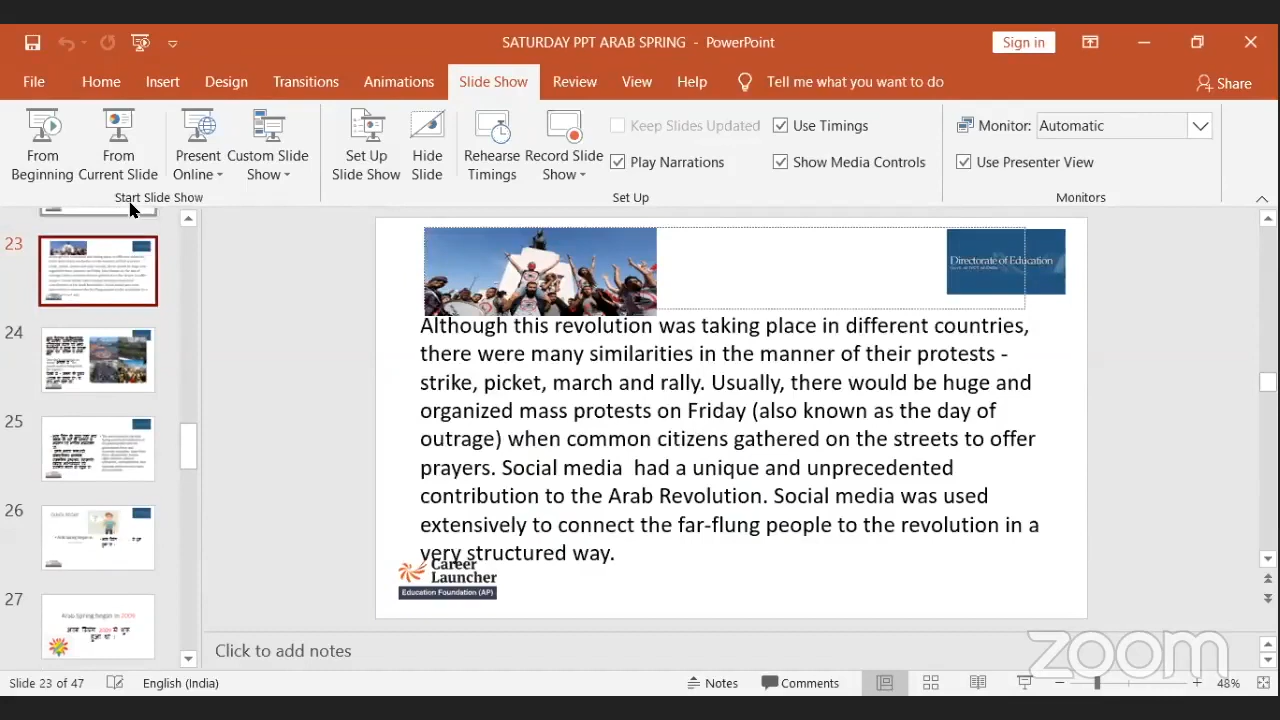 SATURDAY PPT ARAB SPRING - PowerPoint
Sign in
File Home Insert Design Transitions Animations Slide Show Review View Help Tell me what you want to do
Share
From Beginning
From Current Slide
Present Online
Custom Slide Show
Set Up Slide Show
Hide Slide
Rehearse Timings
Record Slide Show
Keep Slides Updated
Use Timings
Play Narrations
Show Media Controls
Monitor: Automatic
Use Presenter View
Start Slide Show
Set Up
Monitors
23
24
25
26
27
Arab Spring began in 2009
Directorate of Education
Although this revolution was taking place in different countries,
there were many similarities in the manner of their protests -
strike, picket, march and rally. Usually, there would be huge and
organized mass protests on Friday (also known as the day of
outrage) when common citizens gathered on the streets to offer
prayers. Social media had a unique and unprecedented
contribution to the Arab Revolution. Social media was used
extensively to connect the far-flung people to the revolution in a
very structured way.
Career
Launcher
Education Foundation (AP)
Click to add notes
zoom
Slide 23 of 47 English (India) Notes Comments 48%